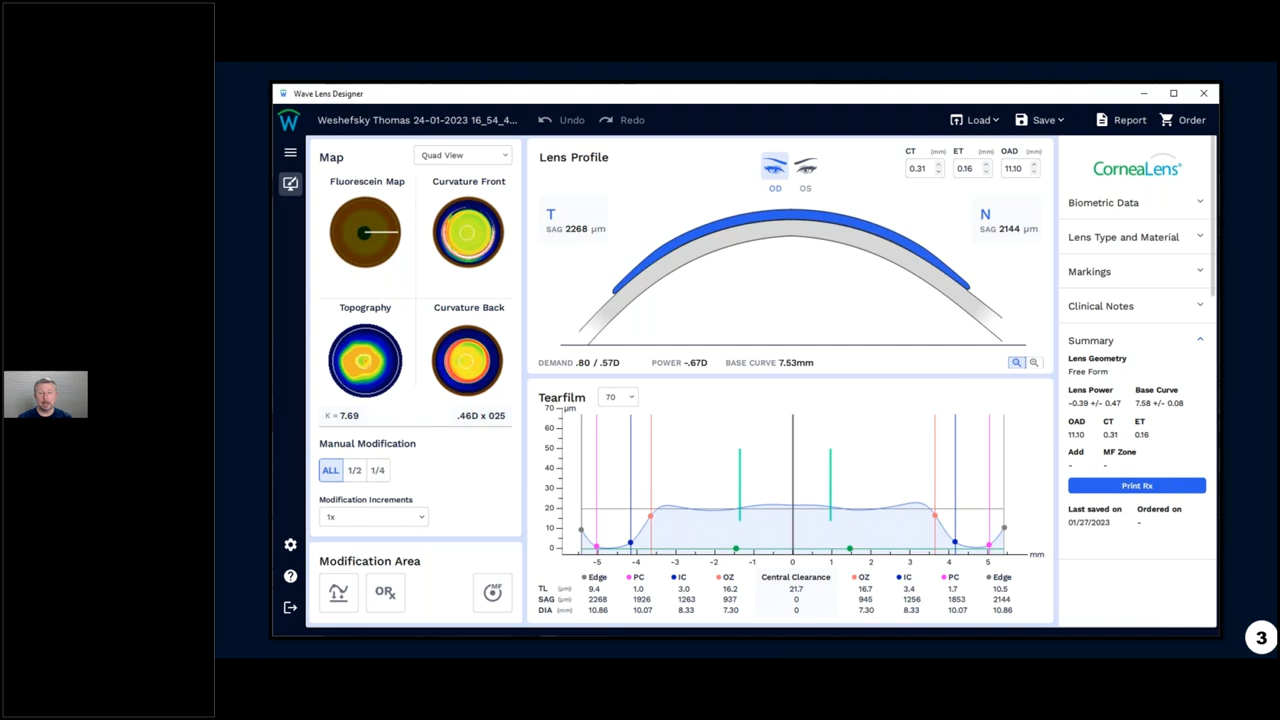 Wave Lens Designer
Weshefsky Thomas 24-01-2023 16_54_4...
Undo
Redo
Load
Save
Report
Order
Map
Quad View
Fluorescein Map
Curvature Front
Topography
Curvature Back
K = 7.69
.46D x 025
Manual Modification
ALL
1/2
1/4
Modification Increments
1x
Modification Area
ORx
MF
Lens Profile
OD
OS
CT (mm)
ET (mm)
OAD (mm)
0.31
0.16
11.10
T
SAG 2268 µm
N
SAG 2144 µm
DEMAND .80 / .57D
POWER -.67D
BASE CURVE 7.53mm
Tearfilm
70
µm
70
60
50
40
30
20
10
0
-5 -4 -3 -2 -1 0 1 2 3 4 5 mm
Edge PC IC OZ Central Clearance OZ IC PC Edge
TL (µm) 9.4 1.0 3.0 16.2 21.7 16.7 3.4 1.7 10.5
SAG (µm) 2268 1926 1263 937 0 945 1256 1853 2144
DIA (mm) 10.86 10.07 8.33 7.30 0 7.30 8.33 10.07 10.86
CorneaLens®
Biometric Data
Lens Type and Material
Markings
Clinical Notes
Summary
Lens Geometry
Free Form
Lens Power Base Curve
-0.39 +/- 0.47 7.58 +/- 0.08
OAD CT ET
11.10 0.31 0.16
Add MF Zone
- -
Print Rx
Last saved on Ordered on
01/27/2023 -
3